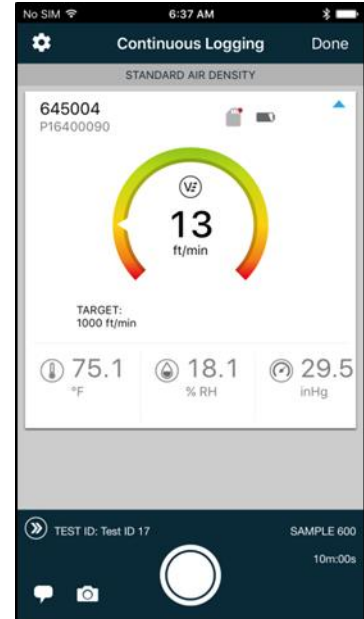 No SIM 6:37 AM
Continuous Logging Done
STANDARD AIR DENSITY
645004
P16400090
VF
13
ft/min
TARGET:
1000 ft/min
75.1 18.1 29.5
°F % RH inHg
TEST ID: Test ID 17 SAMPLE 600
10m:00s